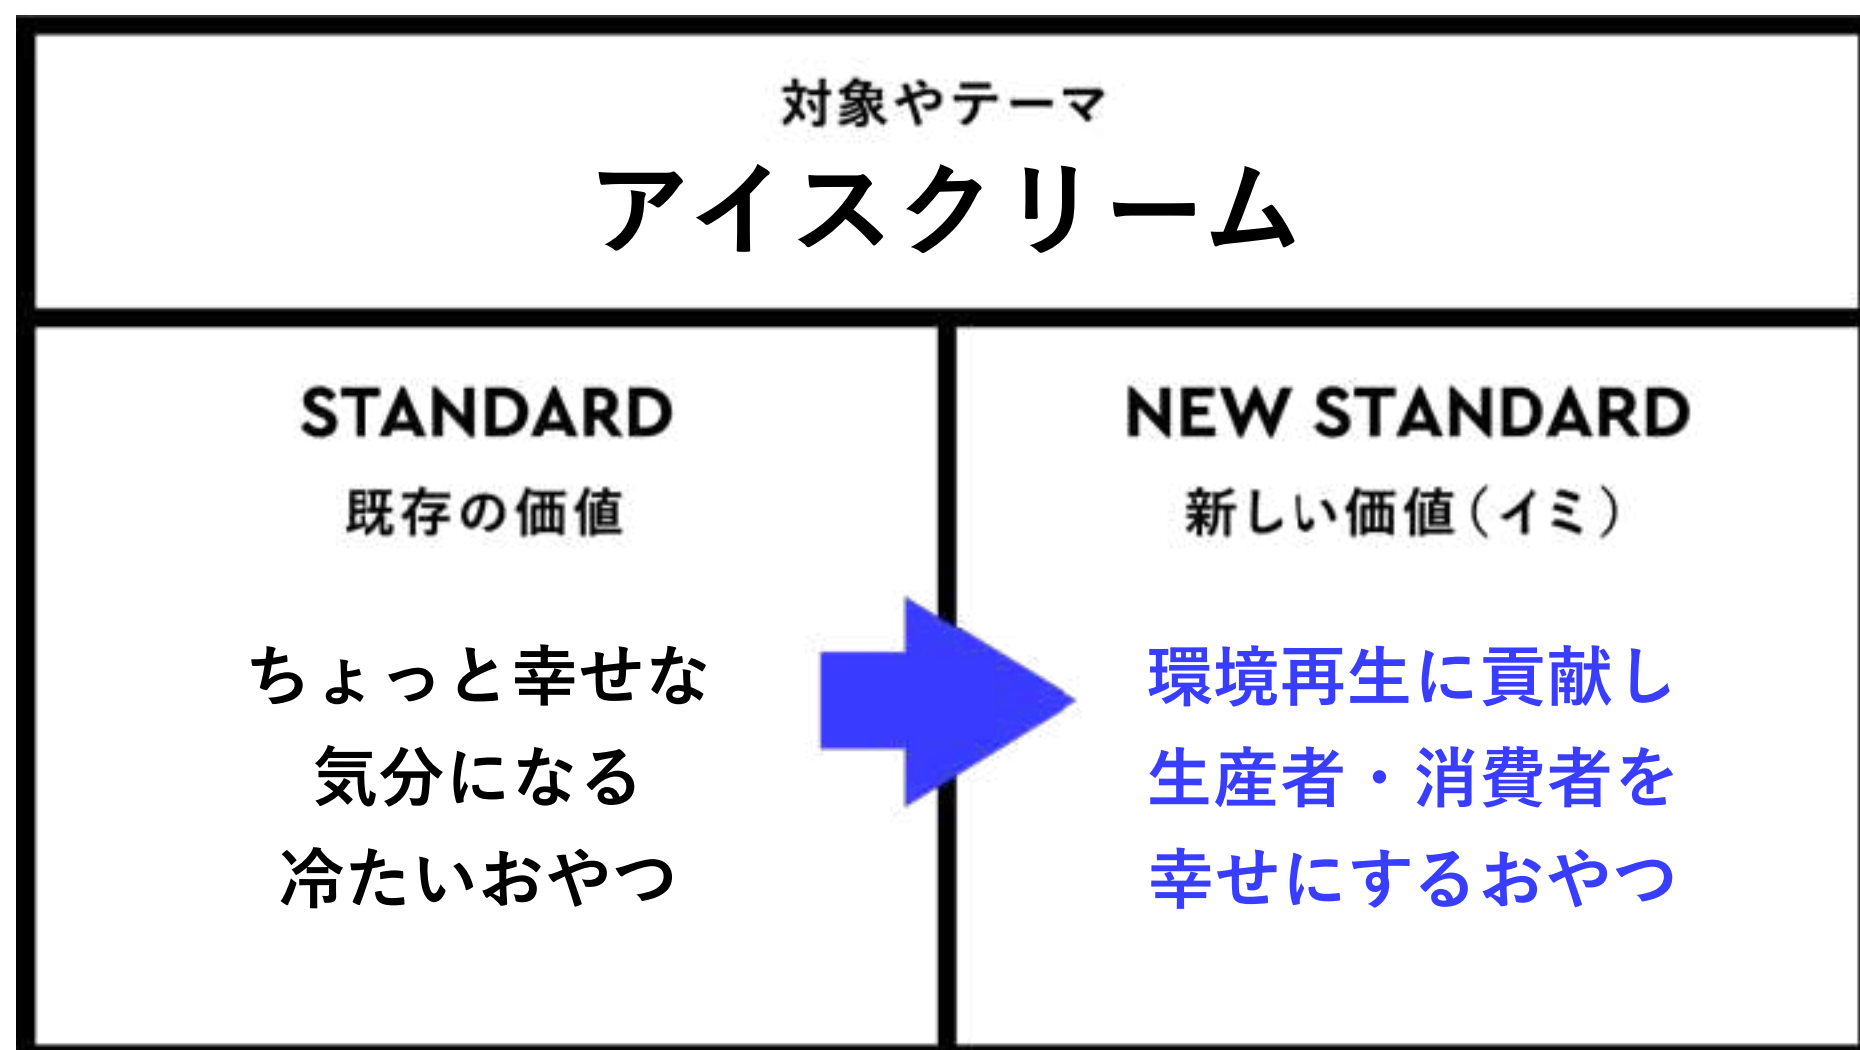 対象やテーマ
アイスクリーム
STANDARD
既存の価値
ちょっと幸せな
気分になる
冷たいおやつ
NEW STANDARD
新しい価値（イミ）
環境再生に貢献し
生産者・消費者を
幸せにするおやつ